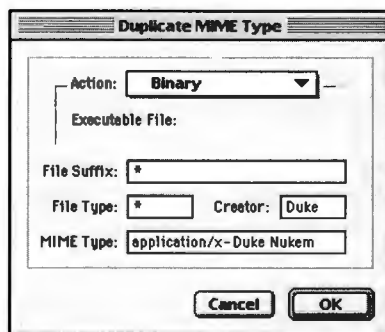 Duplicate MIME Type
Action: Binary
Executable File:
File Suffix: *
File Type: * Creator: Duke
MIME Type: application/x-Duke Nukem
Cancel OK